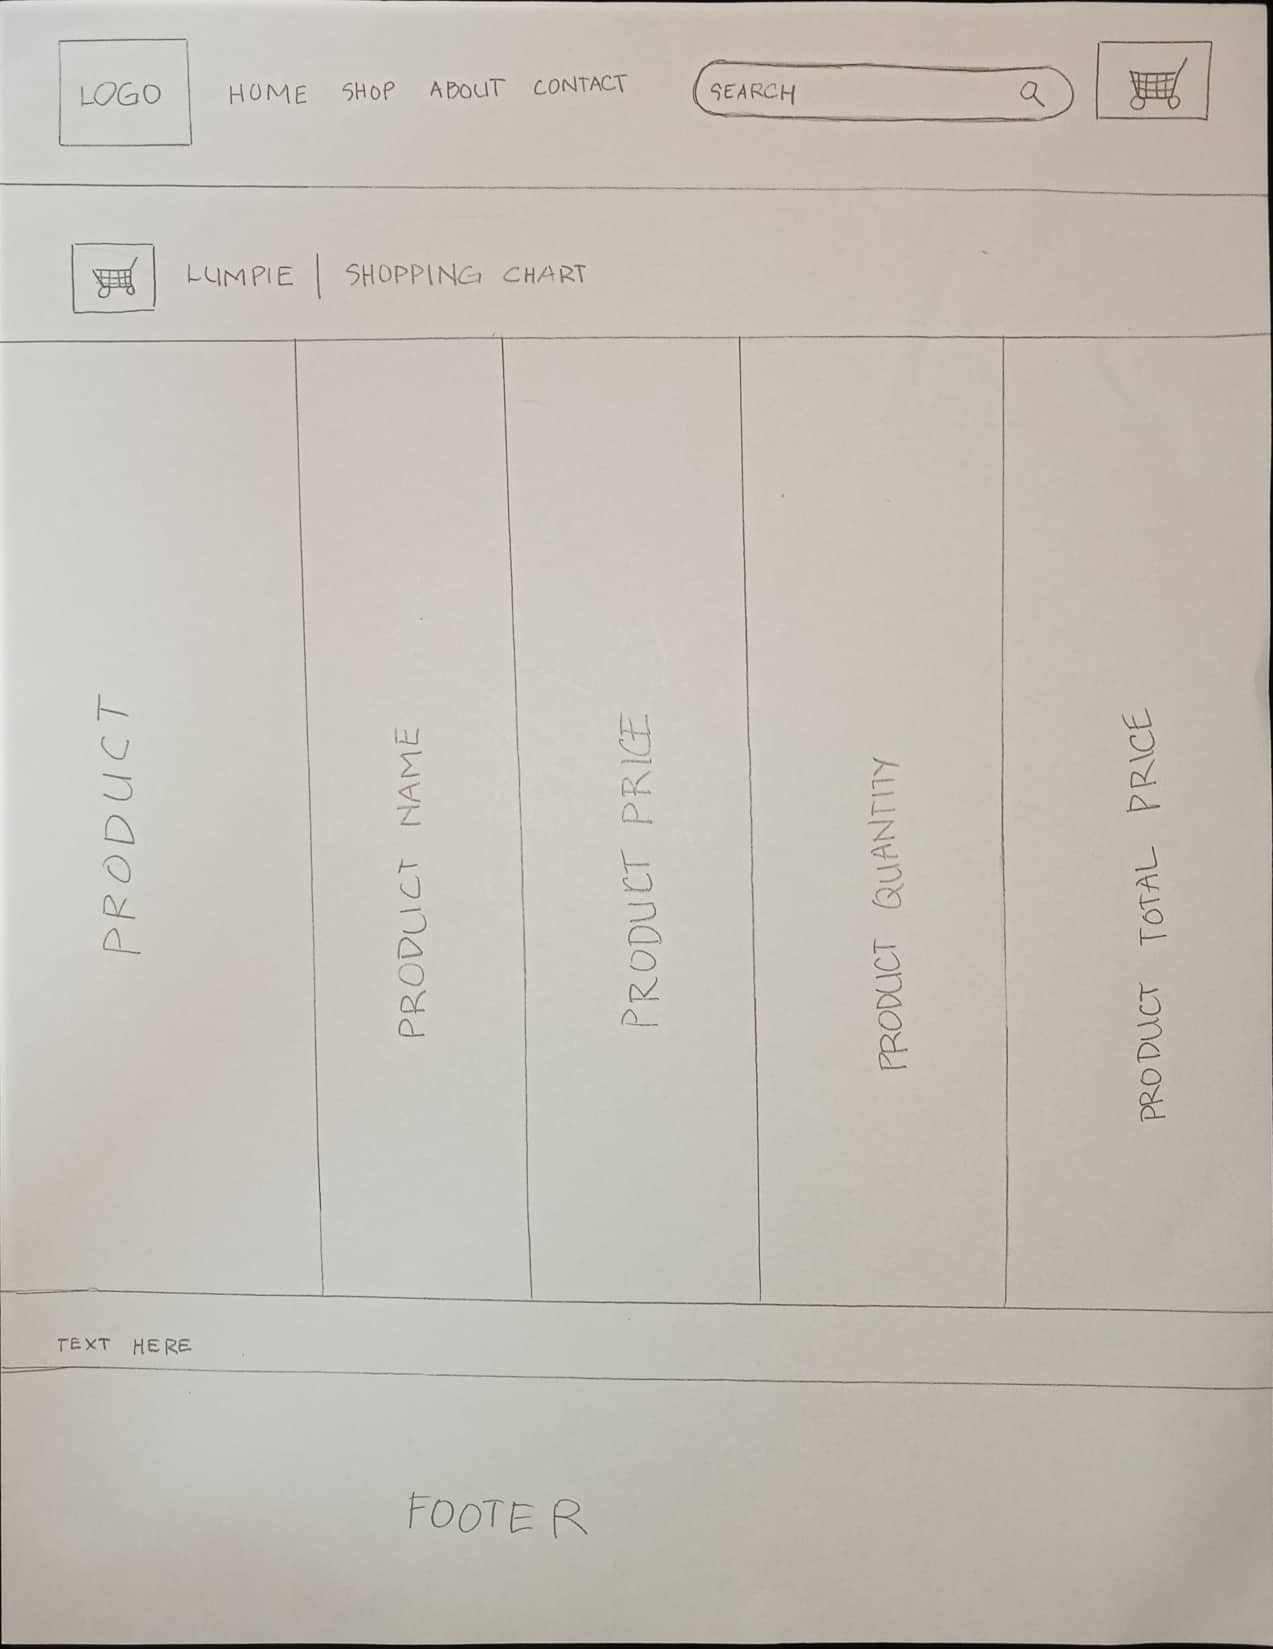 LOGO HOME SHOP ABOUT CONTACT SEARCH
LUMPIE | SHOPPING CHART
PRODUCT
PRODUCT NAME
PRODUCT PRICE
PRODUCT QUANTITY
PRODUCT TOTAL PRICE
TEXT HERE
FOOTER